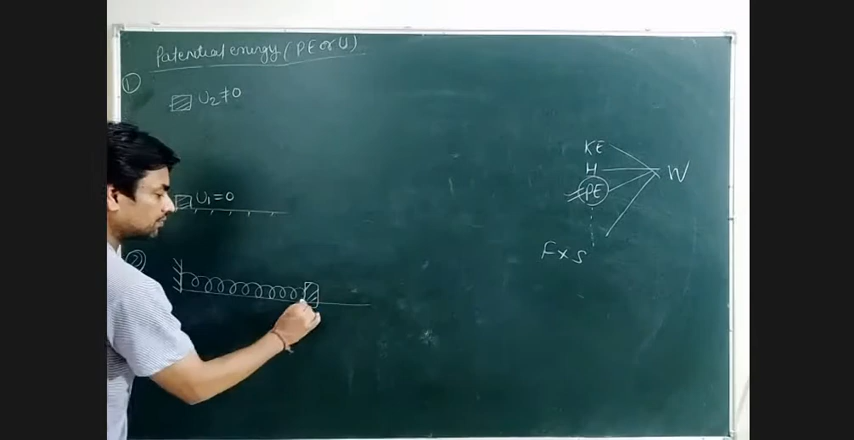 Potential energy (PE or U)
①
U₂≠0
U₁=0
②
KE
H
PE
W
F×S